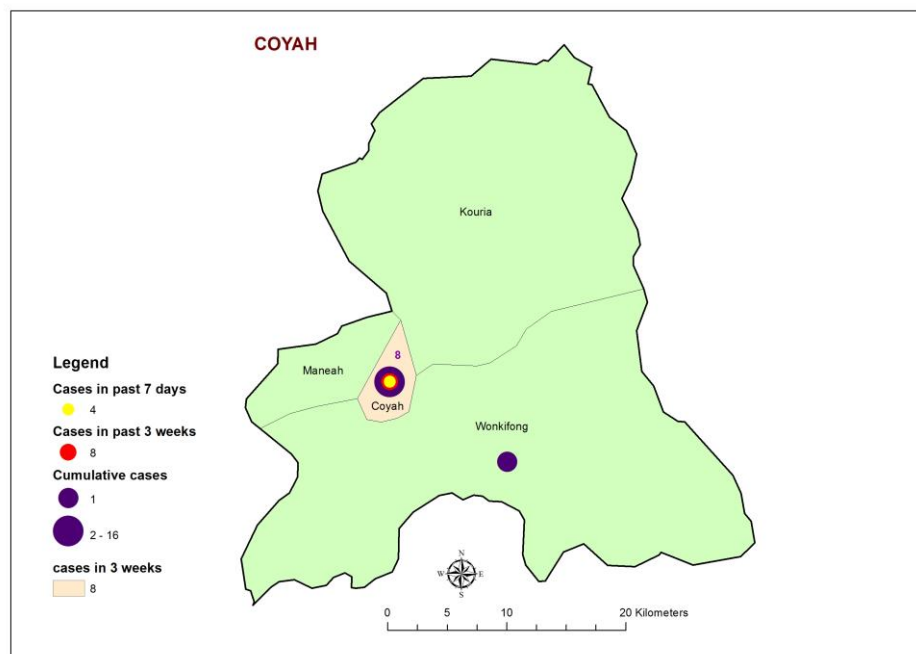 COYAH
Kouria
8
Maneah
Coyah
Wonkifong
Legend
Cases in past 7 days
4
Cases in past 3 weeks
8
Cumulative cases
1
2 - 16
cases in 3 weeks
8
N
W E
S
0 5 10 20 Kilometers